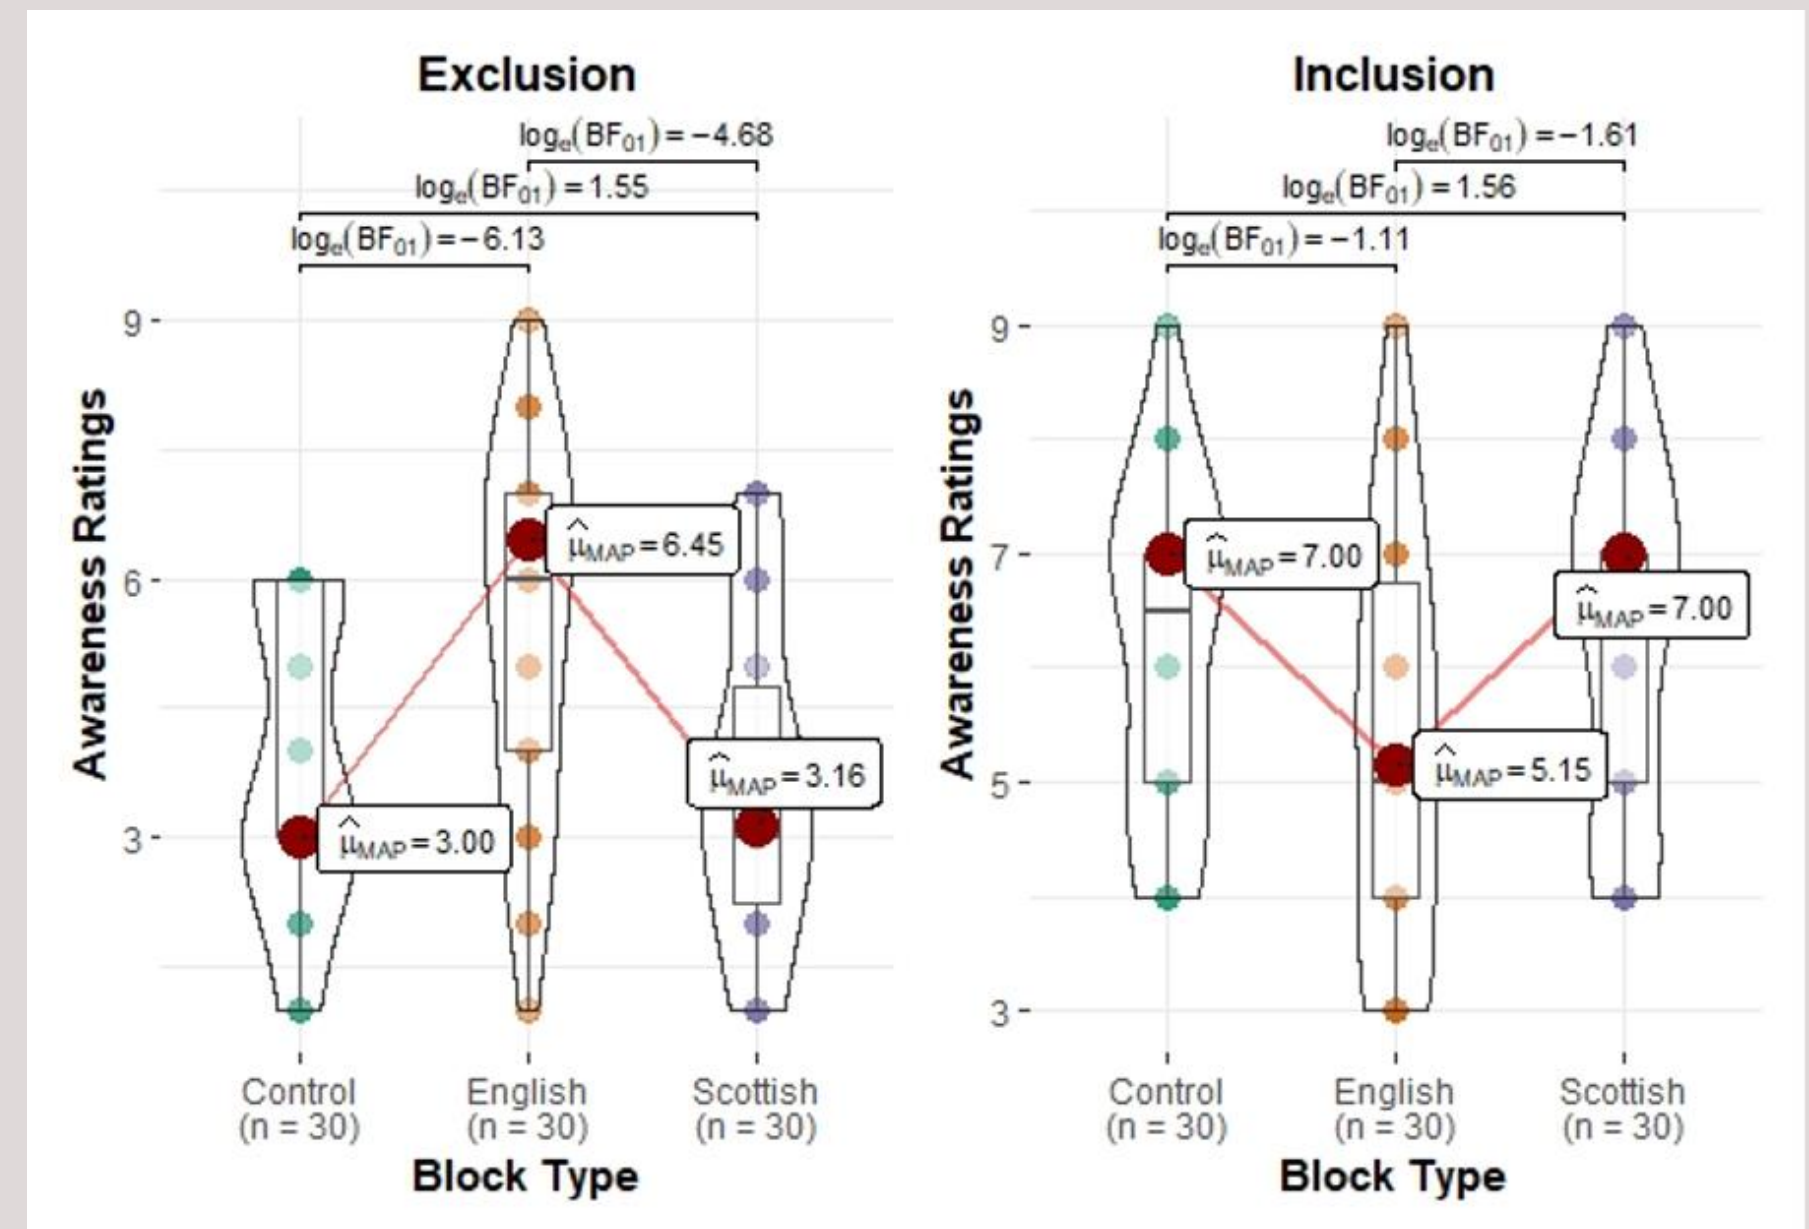 Exclusion
logₑ(BF₀₁) = −4.68
logₑ(BF₀₁) = 1.55
logₑ(BF₀₁) = −6.13
9
6
3
Awareness Ratings
μ̂MAP = 6.45
μ̂MAP = 3.16
μ̂MAP = 3.00
Control
(n = 30)
English
(n = 30)
Scottish
(n = 30)
Block Type
Inclusion
logₑ(BF₀₁) = −1.61
logₑ(BF₀₁) = 1.56
logₑ(BF₀₁) = −1.11
9
7
5
3
Awareness Ratings
μ̂MAP = 7.00
μ̂MAP = 7.00
μ̂MAP = 5.15
Control
(n = 30)
English
(n = 30)
Scottish
(n = 30)
Block Type